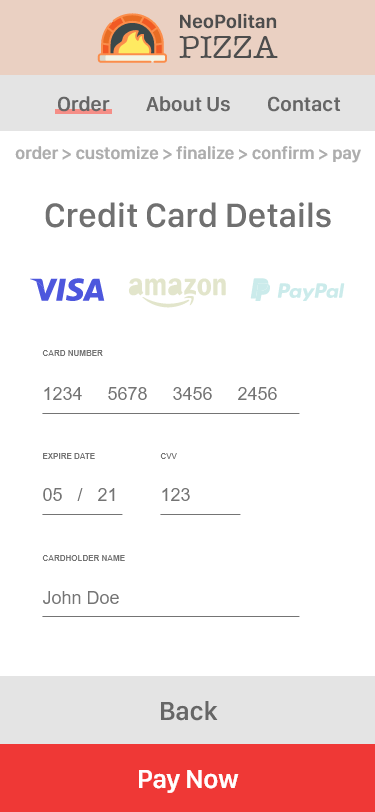 NeoPolitan
PIZZA
Order About Us Contact
order > customize > finalize > confirm > pay
Credit Card Details
VISA amazon PayPal
CARD NUMBER
1234 5678 3456 2456
EXPIRE DATE CVV
05 / 21 123
CARDHOLDER NAME
John Doe
Back
Pay Now